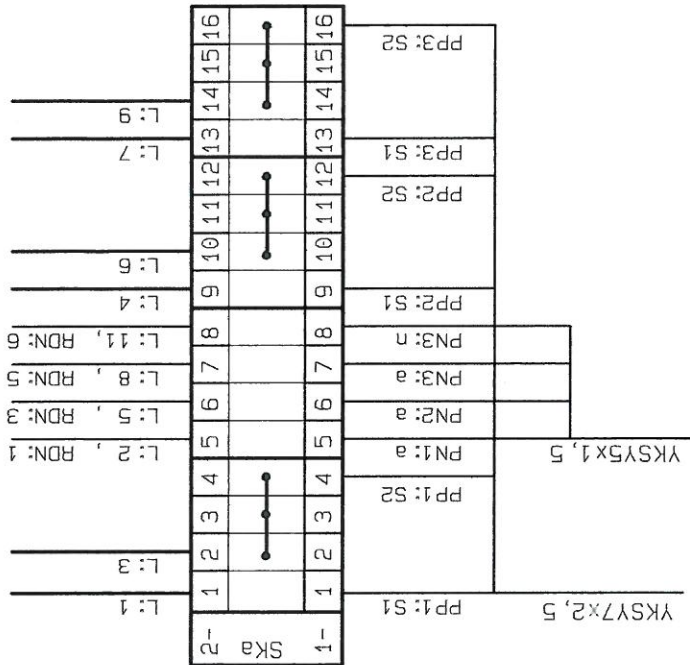 1- SKa 2-
YKSY7x2,5 PP1:S1 1 1 L:1
2 2 L:3
3 3
PP1:S2 4 4
YKSY5x1,5 PN1:a 5 5 L:2 , RDN:1
PN2:a 6 6 L:5 , RDN:3
PN3:a 7 7 L:8 , RDN:5
PN3:n 8 8 L:11, RDN:6
PP2:S1 9 9 L:4
10 10 L:6
11 11
PP2:S2 12 12
PP3:S1 13 13 L:7
14 14 L:9
15 15
PP3:S2 16 16